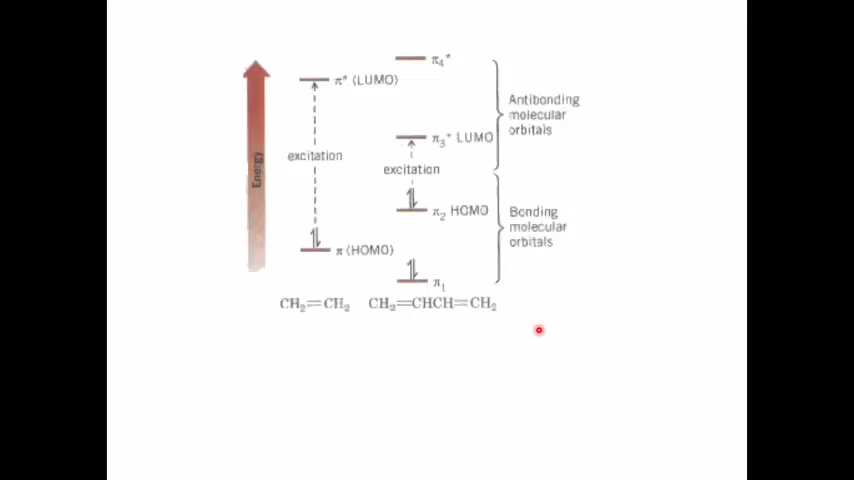 π₄*
π* (LUMO)
Antibonding
molecular
orbitals
π₃* LUMO
excitation
excitation
Energy
π₂ HOMO
Bonding
molecular
orbitals
π (HOMO)
π₁
CH₂=CH₂
CH₂=CHCH=CH₂